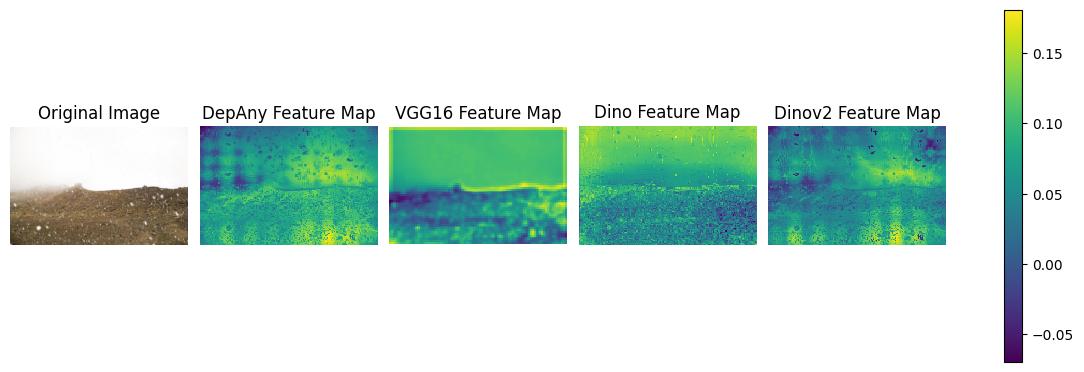 Original Image
DepAny Feature Map
VGG16 Feature Map
Dino Feature Map
Dinov2 Feature Map
0.15
0.10
0.05
0.00
−0.05